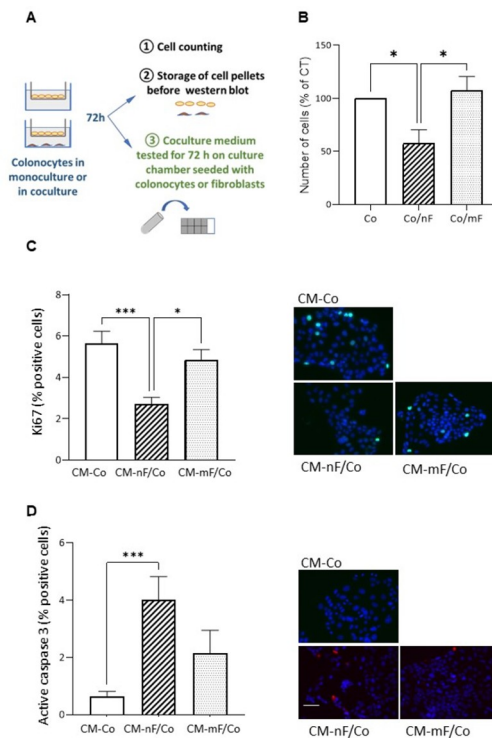 A
① Cell counting
② Storage of cell pellets
before western blot
72h
③ Coculture medium
tested for 72 h on culture
chamber seeded with
colonocytes or fibroblasts
Colonocytes in
monoculture or
in coculture
B
Number of cells (% of CT)
150
100
50
0
*
*
Co
Co/nF
Co/mF
C
Ki67 (% positive cells)
8
6
4
2
0
***
*
CM-Co
CM-nF/Co
CM-mF/Co
CM-Co
CM-nF/Co
CM-mF/Co
D
Active caspase 3 (% positive cells)
6
4
2
0
***
CM-Co
CM-nF/Co
CM-mF/Co
CM-Co
CM-nF/Co
CM-mF/Co